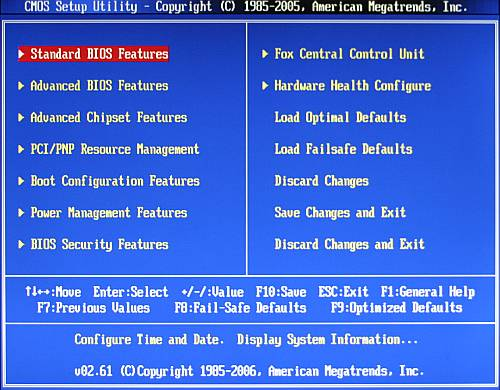 CMOS Setup Utility - Copyright (C) 1985-2005, American Megatrends, Inc.
Standard BIOS Features
Advanced BIOS Features
Advanced Chipset Features
PCI/PNP Resource Management
Boot Configuration Features
Power Management Features
BIOS Security Features
Fox Central Control Unit
Hardware Health Configure
Load Optimal Defaults
Load Failsafe Defaults
Discard Changes
Save Changes and Exit
Discard Changes and Exit
↑↓↔:Move Enter:Select +/-/:Value F10:Save ESC:Exit F1:General Help
F7:Previous Values F8:Fail-Safe Defaults F9:Optimized Defaults
Configure Time and Date. Display System Information...
v02.61 (C)Copyright 1985-2006, American Megatrends, Inc.